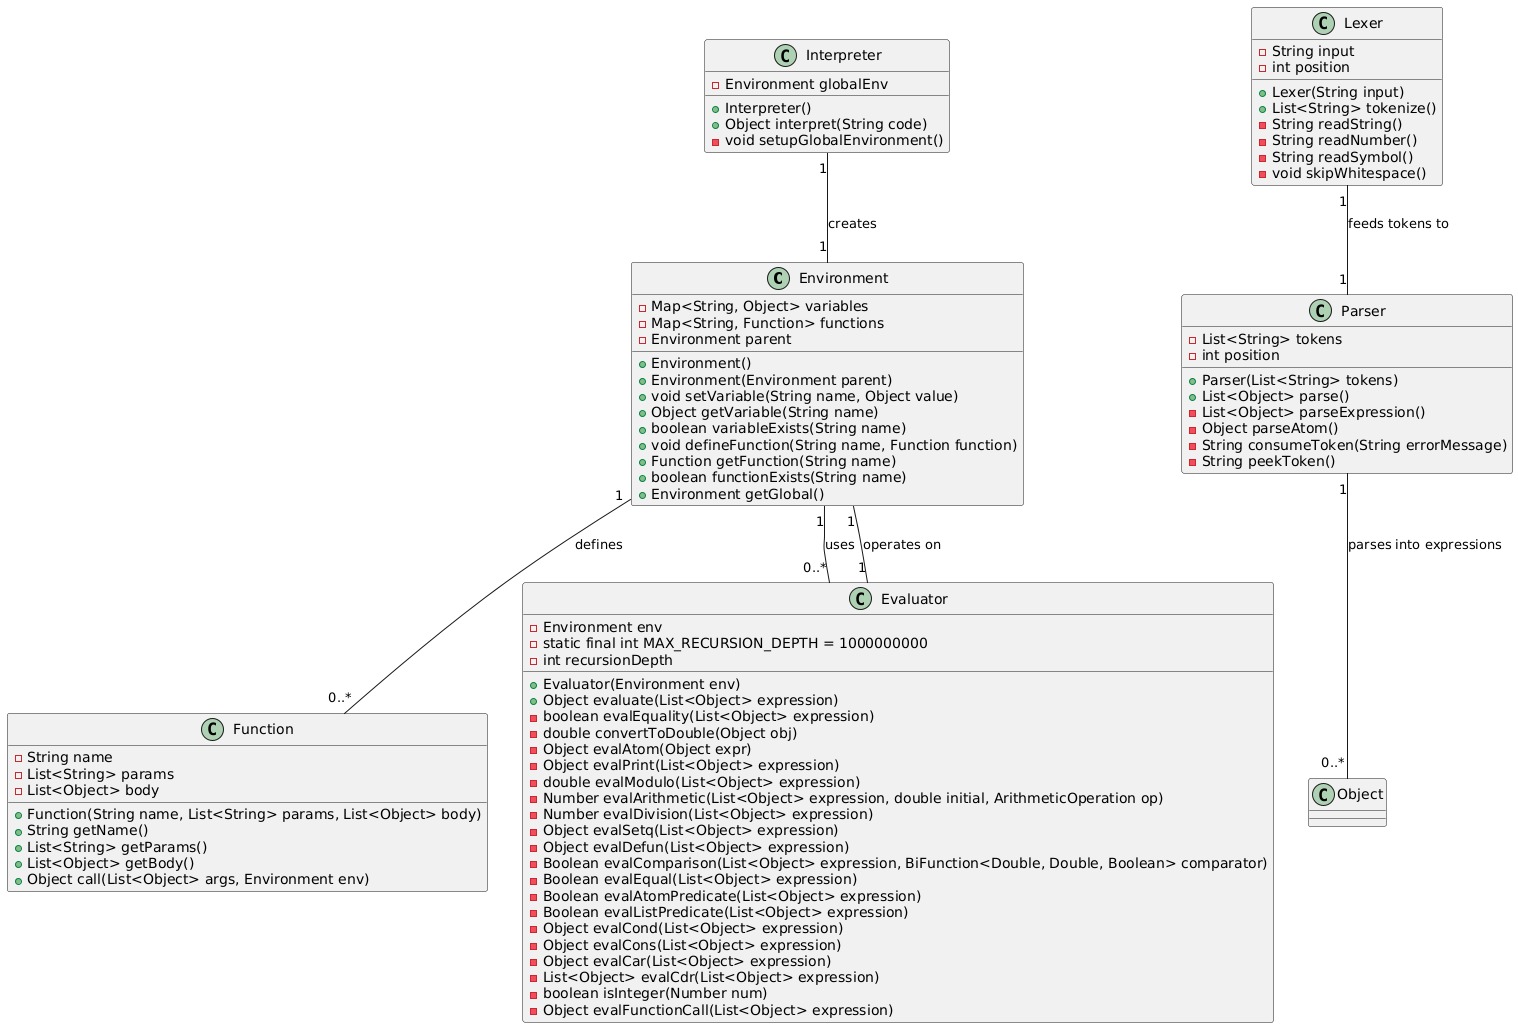 C Interpreter
Environment globalEnv
Interpreter()
Object interpret(String code)
void setupGlobalEnvironment()
C Lexer
String input
int position
Lexer(String input)
List<String> tokenize()
String readString()
String readNumber()
String readSymbol()
void skipWhitespace()
1
creates
1
1
feeds tokens to
1
C Environment
Map<String, Object> variables
Map<String, Function> functions
Environment parent
Environment()
Environment(Environment parent)
void setVariable(String name, Object value)
Object getVariable(String name)
boolean variableExists(String name)
void defineFunction(String name, Function function)
Function getFunction(String name)
boolean functionExists(String name)
Environment getGlobal()
C Parser
List<String> tokens
int position
Parser(List<String> tokens)
List<Object> parse()
List<Object> parseExpression()
Object parseAtom()
String consumeToken(String errorMessage)
String peekToken()
1
defines
0..*
1
uses
0..*
1
operates on
1
1
parses into expressions
0..*
C Function
String name
List<String> params
List<Object> body
Function(String name, List<String> params, List<Object> body)
String getName()
List<String> getParams()
List<Object> getBody()
Object call(List<Object> args, Environment env)
C Evaluator
Environment env
static final int MAX_RECURSION_DEPTH = 1000000000
int recursionDepth
Evaluator(Environment env)
Object evaluate(List<Object> expression)
boolean evalEquality(List<Object> expression)
double convertToDouble(Object obj)
Object evalAtom(Object expr)
Object evalPrint(List<Object> expression)
double evalModulo(List<Object> expression)
Number evalArithmetic(List<Object> expression, double initial, ArithmeticOperation op)
Number evalDivision(List<Object> expression)
Object evalSetq(List<Object> expression)
Object evalDefun(List<Object> expression)
Boolean evalComparison(List<Object> expression, BiFunction<Double, Double, Boolean> comparator)
Boolean evalEqual(List<Object> expression)
Boolean evalAtomPredicate(List<Object> expression)
Boolean evalListPredicate(List<Object> expression)
Object evalCond(List<Object> expression)
Object evalCons(List<Object> expression)
Object evalCar(List<Object> expression)
List<Object> evalCdr(List<Object> expression)
boolean isInteger(Number num)
Object evalFunctionCall(List<Object> expression)
C Object